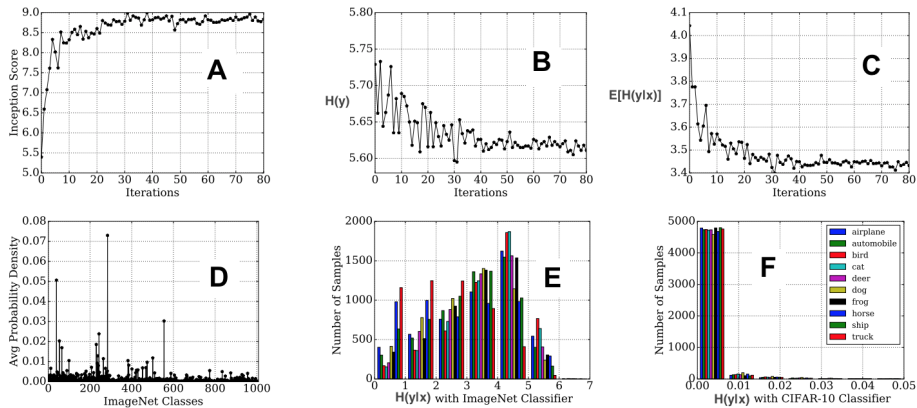 9.0
8.5
8.0
7.5
7.0
6.5
6.0
5.5
5.0
Inception Score
A
0 10 20 30 40 50 60 70 80
Iterations
5.80
5.75
5.70
5.65
5.60
H(y)
B
0 10 20 30 40 50 60 70 80
Iterations
4.1
4.0
3.9
3.8
3.7
3.6
3.5
3.4
E[H(y|x)]
C
0 10 20 30 40 50 60 70 80
Iterations
0.08
0.07
0.06
0.05
0.04
0.03
0.02
0.01
0.00
Avg Probability Density
D
0 200 400 600 800 1000
ImageNet Classes
2000
1500
1000
500
0
Number of Samples
E
0 1 2 3 4 5 6 7
H(y|x) with ImageNet Classifier
5000
4000
3000
2000
1000
0
Number of Samples
F
airplane
automobile
bird
cat
deer
dog
frog
horse
ship
truck
0.00 0.01 0.02 0.03 0.04 0.05
H(y|x) with CIFAR-10 Classifier